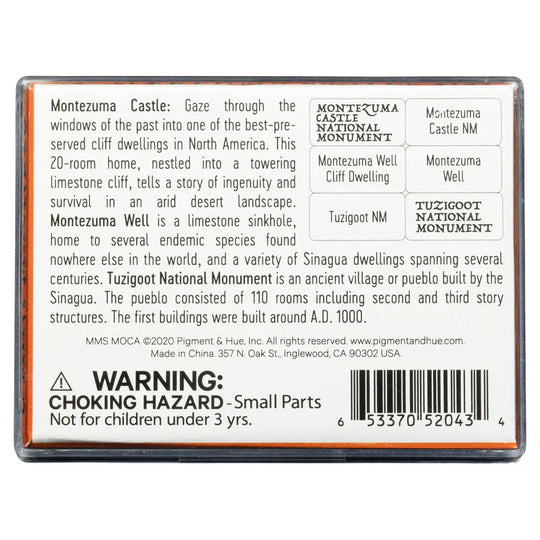 Montezuma Castle: Gaze through the
windows of the past into one of the best-pre-
served cliff dwellings in North America. This
20-room home, nestled into a towering
limestone cliff, tells a story of ingenuity and
survival in an arid desert landscape.
Montezuma Well is a limestone sinkhole,
home to several endemic species found
nowhere else in the world, and a variety of Sinagua dwellings spanning several
centuries. Tuzigoot National Monument is an ancient village or pueblo built by the
Sinagua. The pueblo consisted of 110 rooms including second and third story
structures. The first buildings were built around A.D. 1000.
MONTEZUMA
CASTLE
NATIONAL
MONUMENT
Montezuma
Castle NM
Montezuma Well
Cliff Dwelling
Montezuma
Well
Tuzigoot NM
TUZIGOOT
NATIONAL
MONUMENT
MMS MOCA ©2020 Pigment & Hue, Inc. All rights reserved. www.pigmentandhue.com
Made in China. 357 N. Oak St., Inglewood, CA 90302 USA.
WARNING:
CHOKING HAZARD - Small Parts
Not for children under 3 yrs.
6 53370 52043 4